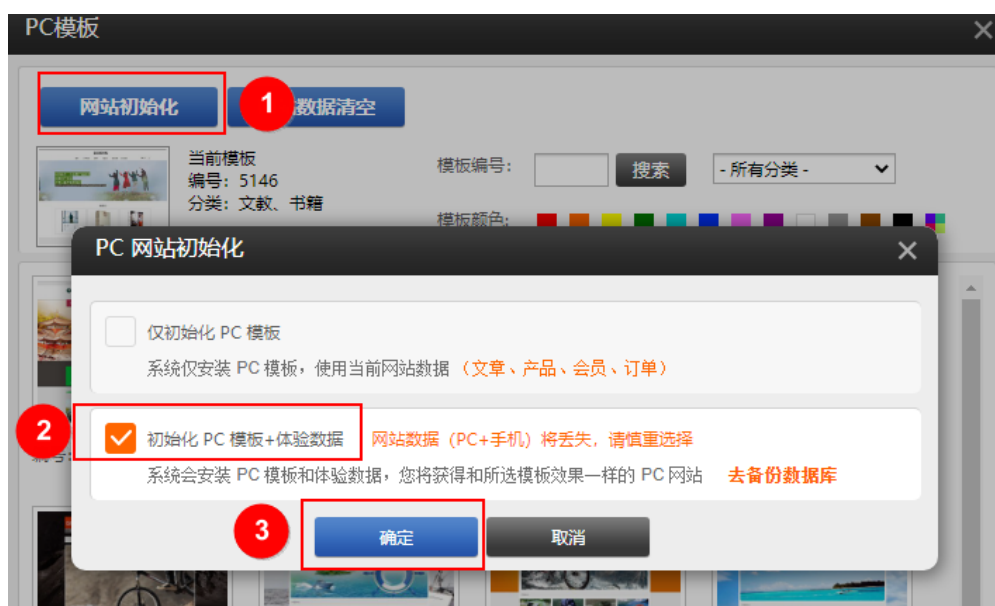 PC模板
网站初始化
1
数据清空
当前模板
编号：5146
分类：文教、书籍
模板编号：
搜索
- 所有分类 -
模板颜色：
PC 网站初始化
仅初始化 PC 模板
系统仅安装 PC 模板，使用当前网站数据（文章、产品、会员、订单）
2
初始化 PC 模板+体验数据
网站数据（PC+手机）将丢失，请慎重选择
系统会安装 PC 模板和体验数据，您将获得和所选模板效果一样的 PC 网站
去备份数据库
3
确定
取消